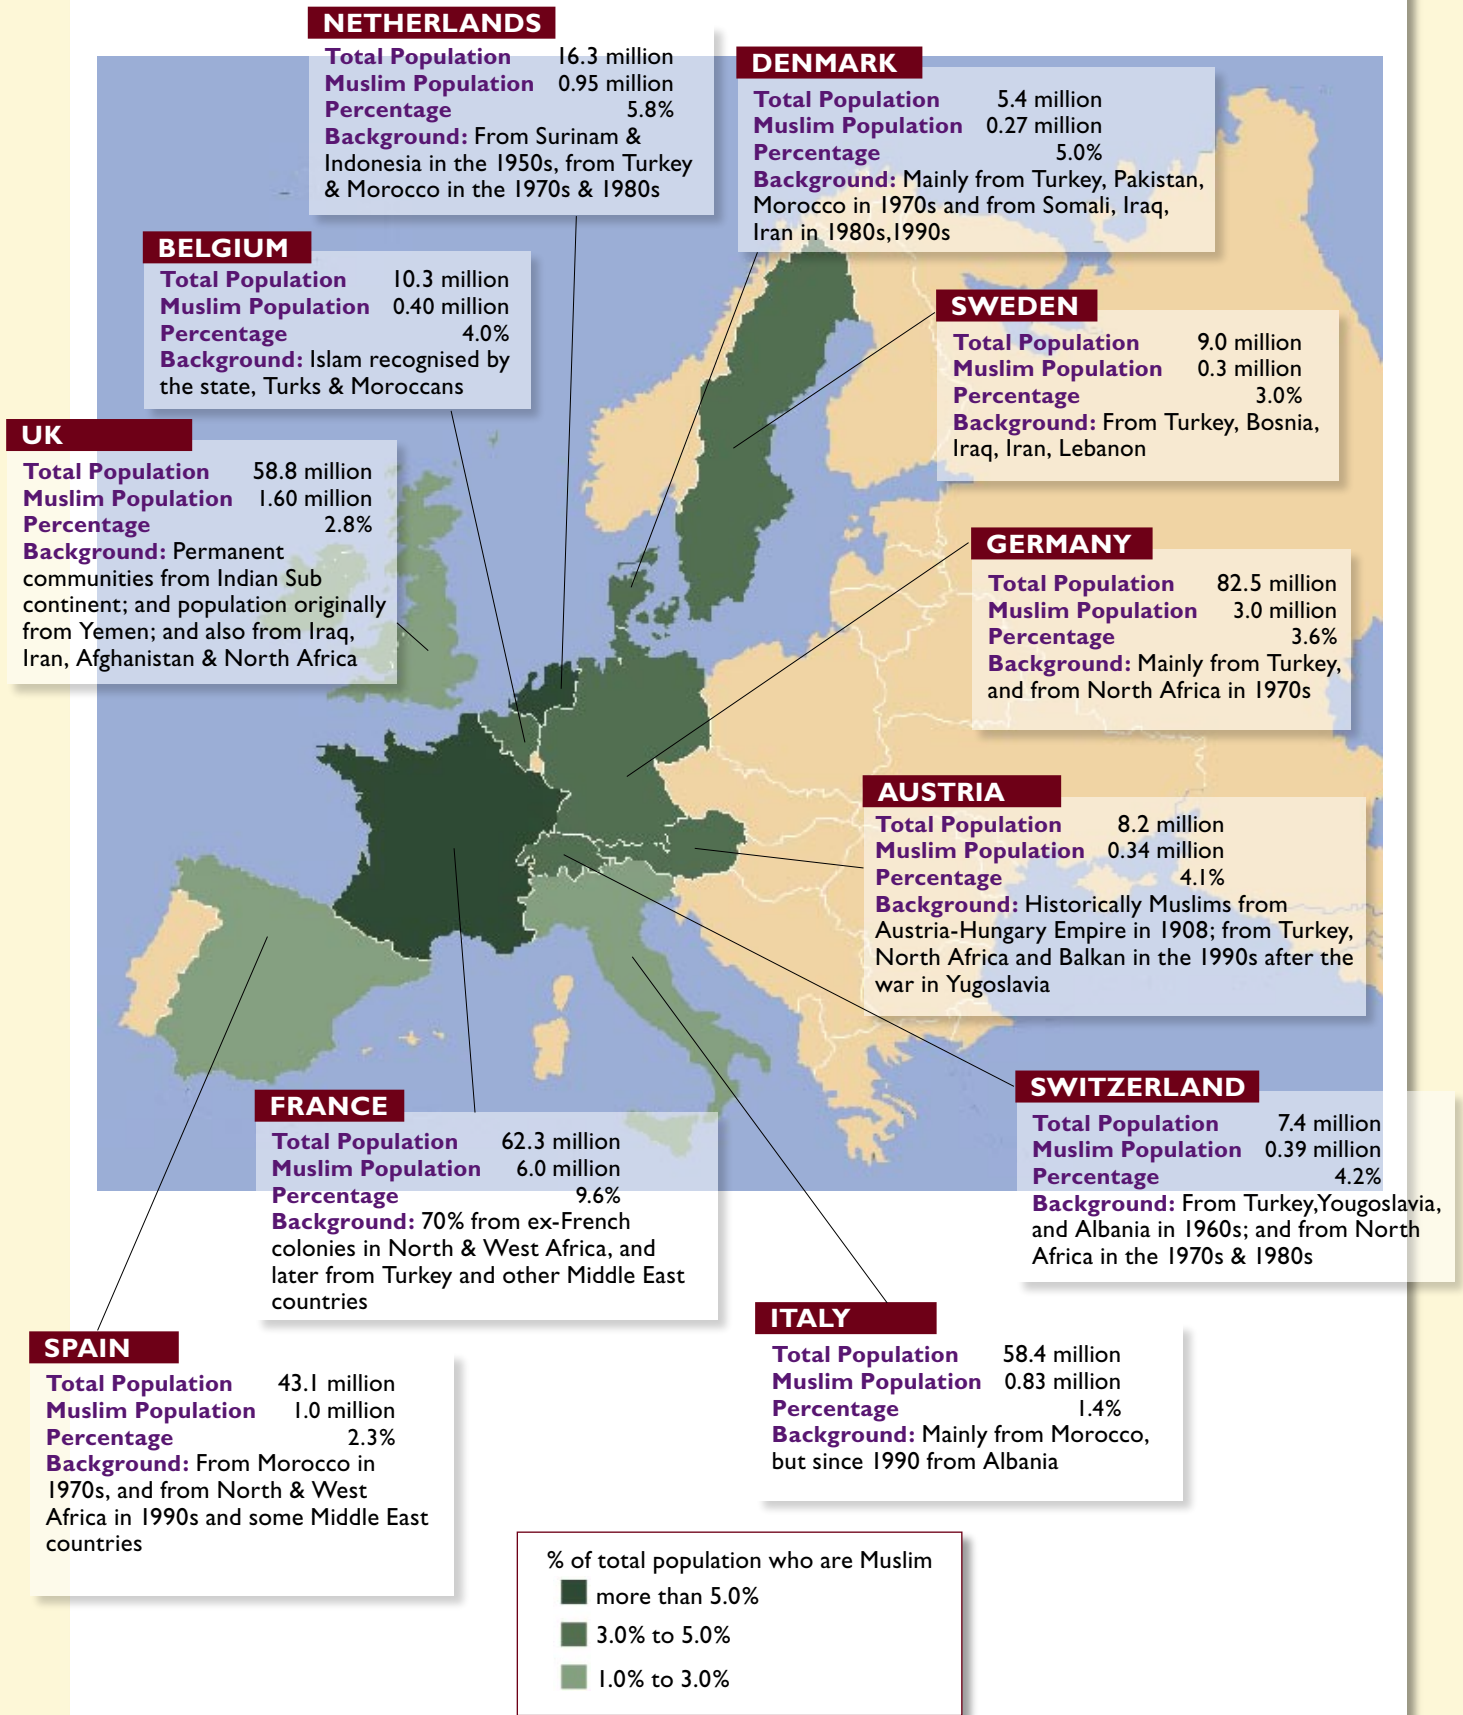 NETHERLANDS
Total Population 16.3 million
Muslim Population 0.95 million
Percentage 5.8%
Background: From Surinam &
Indonesia in the 1950s, from Turkey
& Morocco in the 1970s & 1980s
DENMARK
Total Population 5.4 million
Muslim Population 0.27 million
Percentage 5.0%
Background: Mainly from Turkey, Pakistan,
Morocco in 1970s and from Somali, Iraq,
Iran in 1980s,1990s
BELGIUM
Total Population 10.3 million
Muslim Population 0.40 million
Percentage 4.0%
Background: Islam recognised by
the state, Turks & Moroccans
SWEDEN
Total Population 9.0 million
Muslim Population 0.3 million
Percentage 3.0%
Background: From Turkey, Bosnia,
Iraq, Iran, Lebanon
UK
Total Population 58.8 million
Muslim Population 1.60 million
Percentage 2.8%
Background: Permanent
communities from Indian Sub
continent; and population originally
from Yemen; and also from Iraq,
Iran, Afghanistan & North Africa
GERMANY
Total Population 82.5 million
Muslim Population 3.0 million
Percentage 3.6%
Background: Mainly from Turkey,
and from North Africa in 1970s
AUSTRIA
Total Population 8.2 million
Muslim Population 0.34 million
Percentage 4.1%
Background: Historically Muslims from
Austria-Hungary Empire in 1908; from Turkey,
North Africa and Balkan in the 1990s after the
war in Yugoslavia
SWITZERLAND
Total Population 7.4 million
Muslim Population 0.39 million
Percentage 4.2%
Background: From Turkey,Yougoslavia,
and Albania in 1960s; and from North
Africa in the 1970s & 1980s
FRANCE
Total Population 62.3 million
Muslim Population 6.0 million
Percentage 9.6%
Background: 70% from ex-French
colonies in North & West Africa, and
later from Turkey and other Middle East
countries
ITALY
Total Population 58.4 million
Muslim Population 0.83 million
Percentage 1.4%
Background: Mainly from Morocco,
but since 1990 from Albania
SPAIN
Total Population 43.1 million
Muslim Population 1.0 million
Percentage 2.3%
Background: From Morocco in
1970s, and from North & West
Africa in 1990s and some Middle East
countries
% of total population who are Muslim
more than 5.0%
3.0% to 5.0%
1.0% to 3.0%